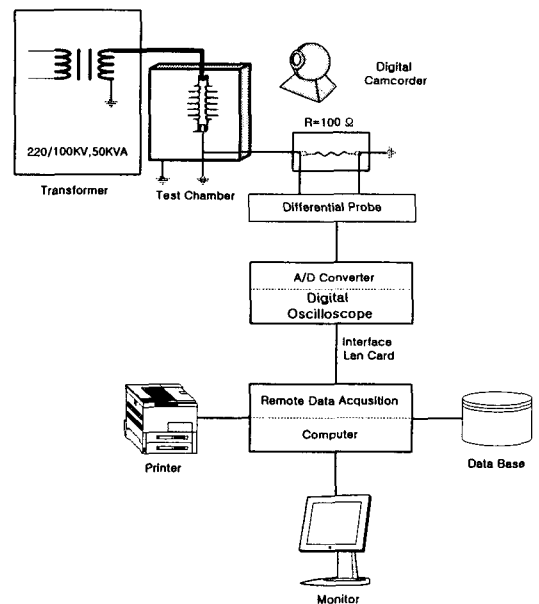 Digital
Camcorder
R=100 Ω
220/100KV,50KVA
Transformer
Test Chamber
Differential Probe
A/D Converter
Digital
Oscilloscope
Interface
Lan Card
Remote Data Acqusition
Computer
Printer
Data Base
Monitor